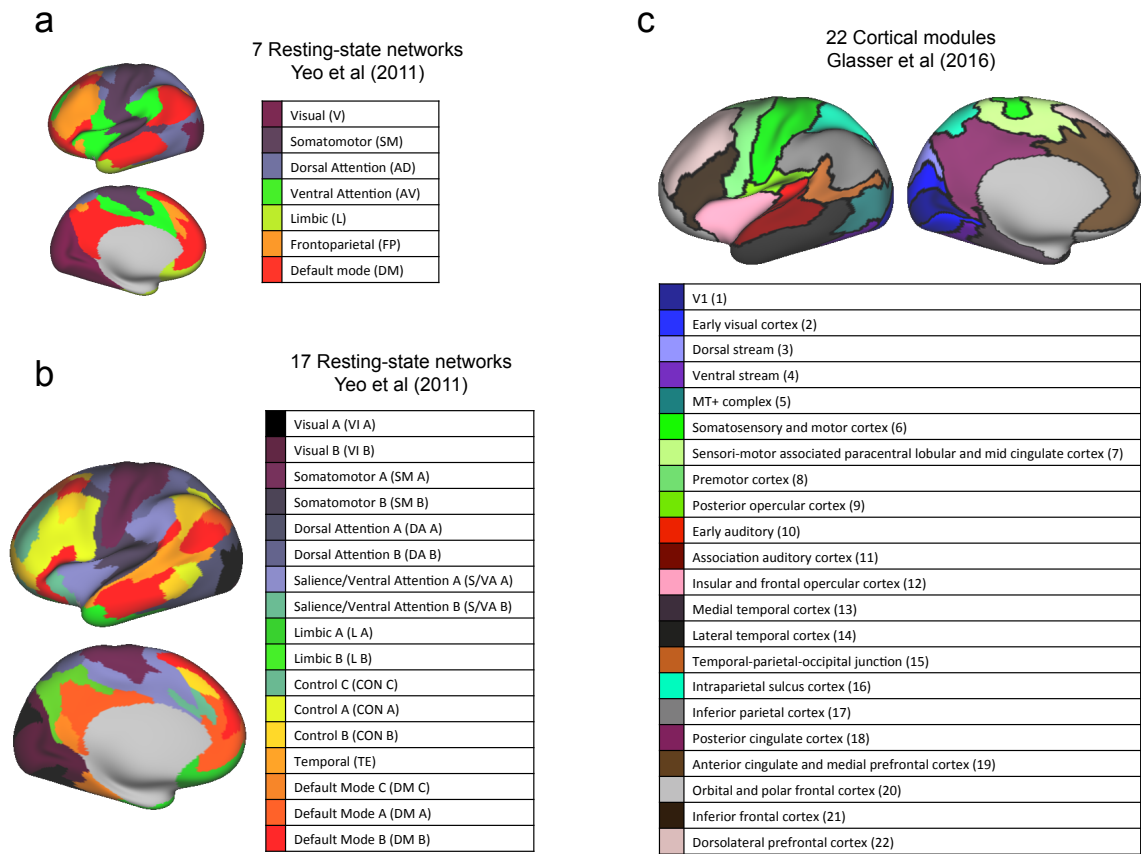 a
7 Resting-state networks
Yeo et al (2011)
Visual (V)
Somatomotor (SM)
Dorsal Attention (AD)
Ventral Attention (AV)
Limbic (L)
Frontoparietal (FP)
Default mode (DM)
b
17 Resting-state networks
Yeo et al (2011)
Visual A (VI A)
Visual B (VI B)
Somatomotor A (SM A)
Somatomotor B (SM B)
Dorsal Attention A (DA A)
Dorsal Attention B (DA B)
Salience/Ventral Attention A (S/VA A)
Salience/Ventral Attention B (S/VA B)
Limbic A (L A)
Limbic B (L B)
Control C (CON C)
Control A (CON A)
Control B (CON B)
Temporal (TE)
Default Mode C (DM C)
Default Mode A (DM A)
Default Mode B (DM B)
c
22 Cortical modules
Glasser et al (2016)
V1 (1)
Early visual cortex (2)
Dorsal stream (3)
Ventral stream (4)
MT+ complex (5)
Somatosensory and motor cortex (6)
Sensori-motor associated paracentral lobular and mid cingulate cortex (7)
Premotor cortex (8)
Posterior opercular cortex (9)
Early auditory (10)
Association auditory cortex (11)
Insular and frontal opercular cortex (12)
Medial temporal cortex (13)
Lateral temporal cortex (14)
Temporal-parietal-occipital junction (15)
Intraparietal sulcus cortex (16)
Inferior parietal cortex (17)
Posterior cingulate cortex (18)
Anterior cingulate and medial prefrontal cortex (19)
Orbital and polar frontal cortex (20)
Inferior frontal cortex (21)
Dorsolateral prefrontal cortex (22)